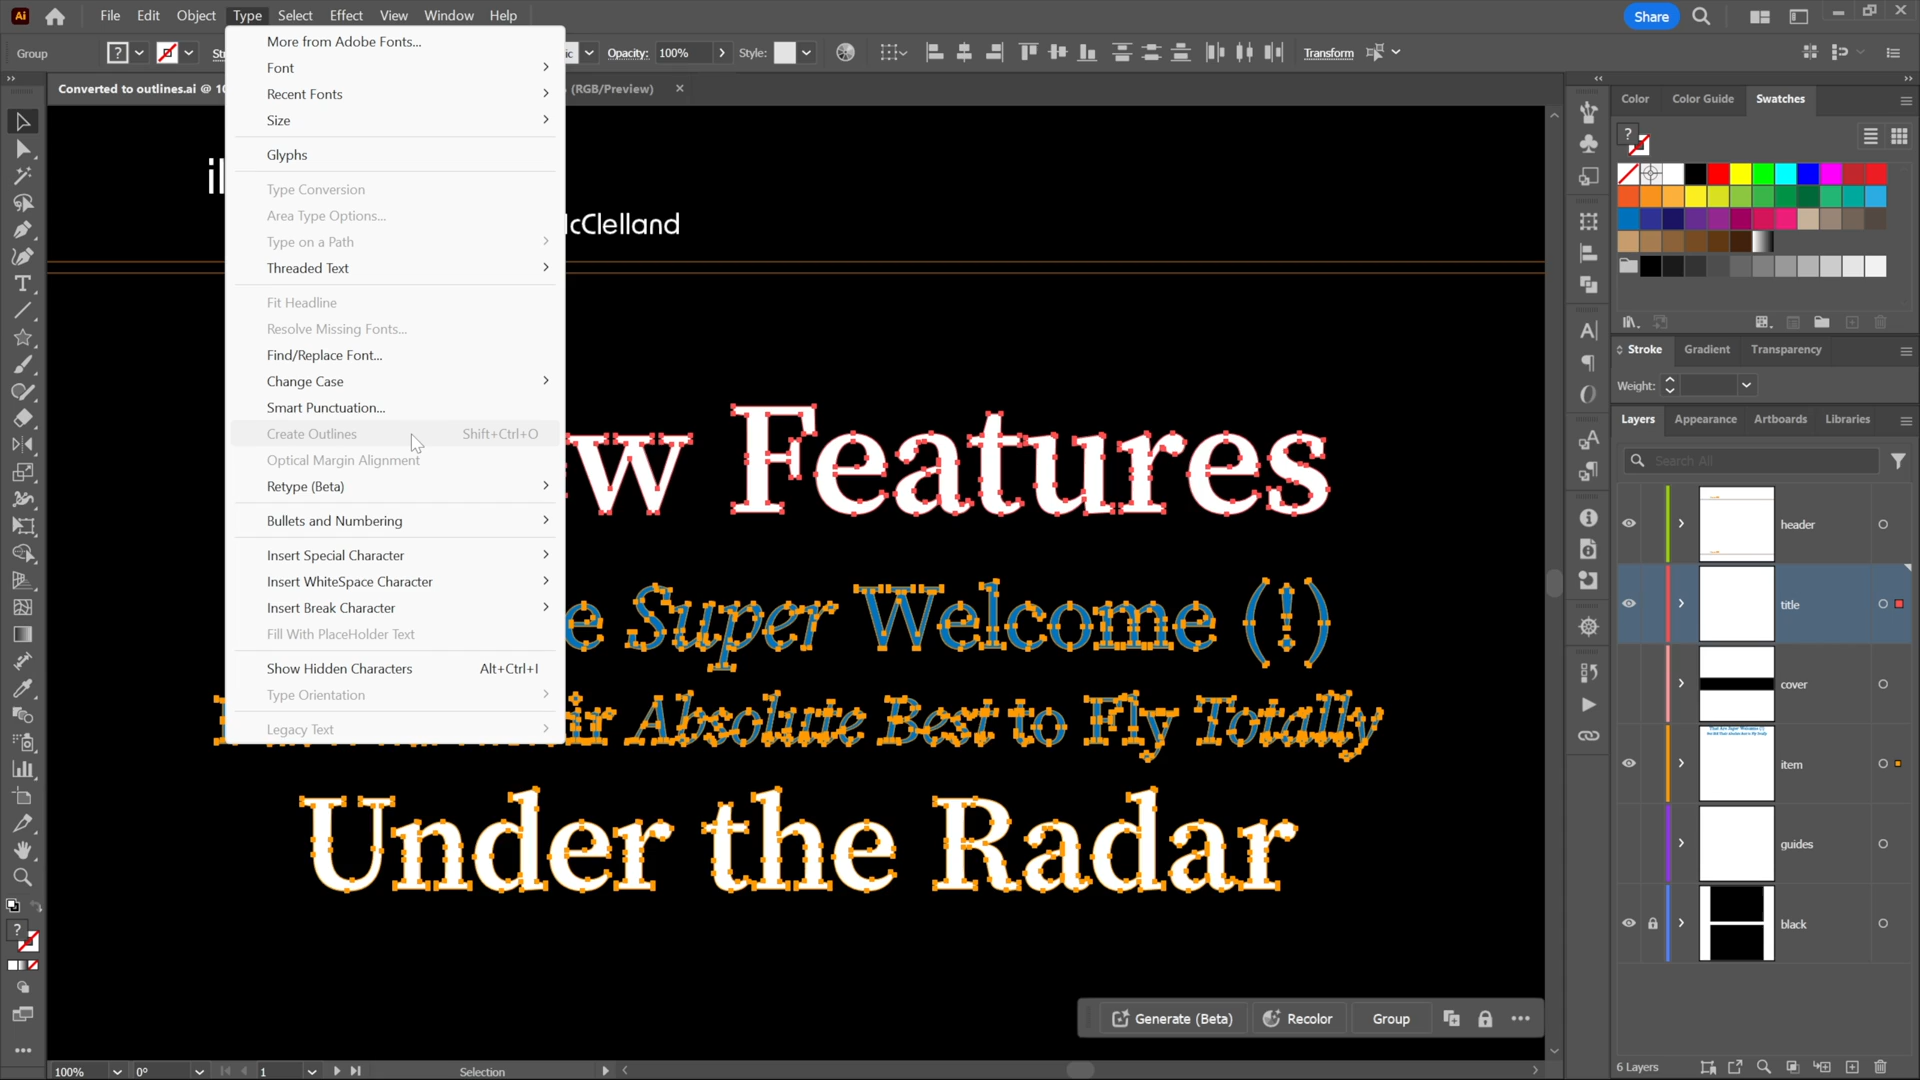 Ai
File Edit Object Type Select Effect View Window Help
Share
Group
Opacity: 100%
Style:
Transform
Converted to outlines.ai @ 10
(RGB/Preview)
More from Adobe Fonts...
Font
Recent Fonts
Size
Glyphs
Type Conversion
Area Type Options...
Type on a Path
Threaded Text
Fit Headline
Resolve Missing Fonts...
Find/Replace Font...
Change Case
Smart Punctuation...
Create Outlines Shift+Ctrl+O
Optical Margin Alignment
Retype (Beta)
Bullets and Numbering
Insert Special Character
Insert WhiteSpace Character
Insert Break Character
Fill With PlaceHolder Text
Show Hidden Characters Alt+Ctrl+I
Type Orientation
Legacy Text
il
cClelland
w Features
e Super Welcome (!)
ir Absolute Best to Fly Totally
Under the Radar
Generate (Beta) Recolor Group
Color Color Guide Swatches
Stroke Gradient Transparency
Weight:
Layers Appearance Artboards Libraries
Search All
header
title
cover
item
guides
black
6 Layers
100% 0° 1 Selection